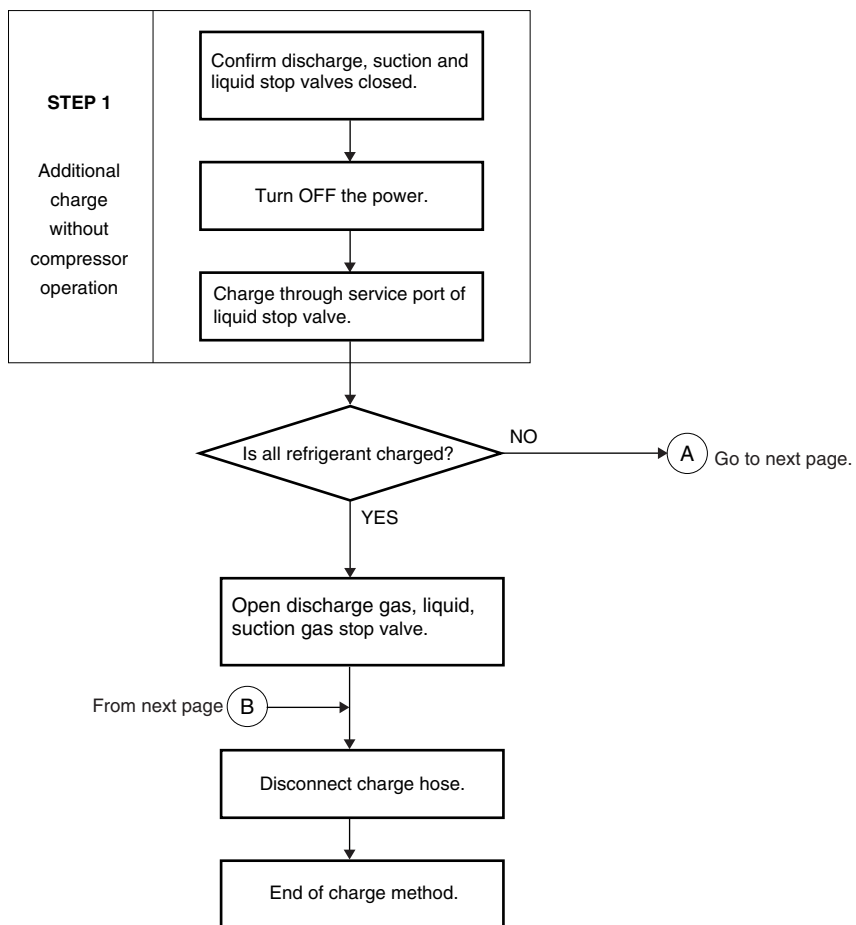 STEP 1
Additional
charge
without
compressor
operation
Confirm discharge, suction and
liquid stop valves closed.
Turn OFF the power.
Charge through service port of
liquid stop valve.
Is all refrigerant charged?
NO
A
Go to next page.
YES
Open discharge gas, liquid,
suction gas stop valve.
From next page
B
Disconnect charge hose.
End of charge method.